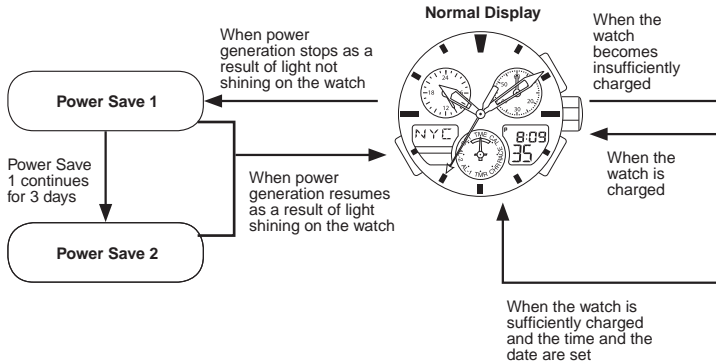 Normal Display
When power
generation stops as a
result of light not
shining on the watch
When the
watch
becomes
insufficiently
charged
Power Save 1
NYC
P 8:09
35
When the
watch is
charged
Power Save
1 continues
for 3 days
When power
generation resumes
as a result of light
shining on the watch
Power Save 2
When the watch is
sufficiently charged
and the time and the
date are set